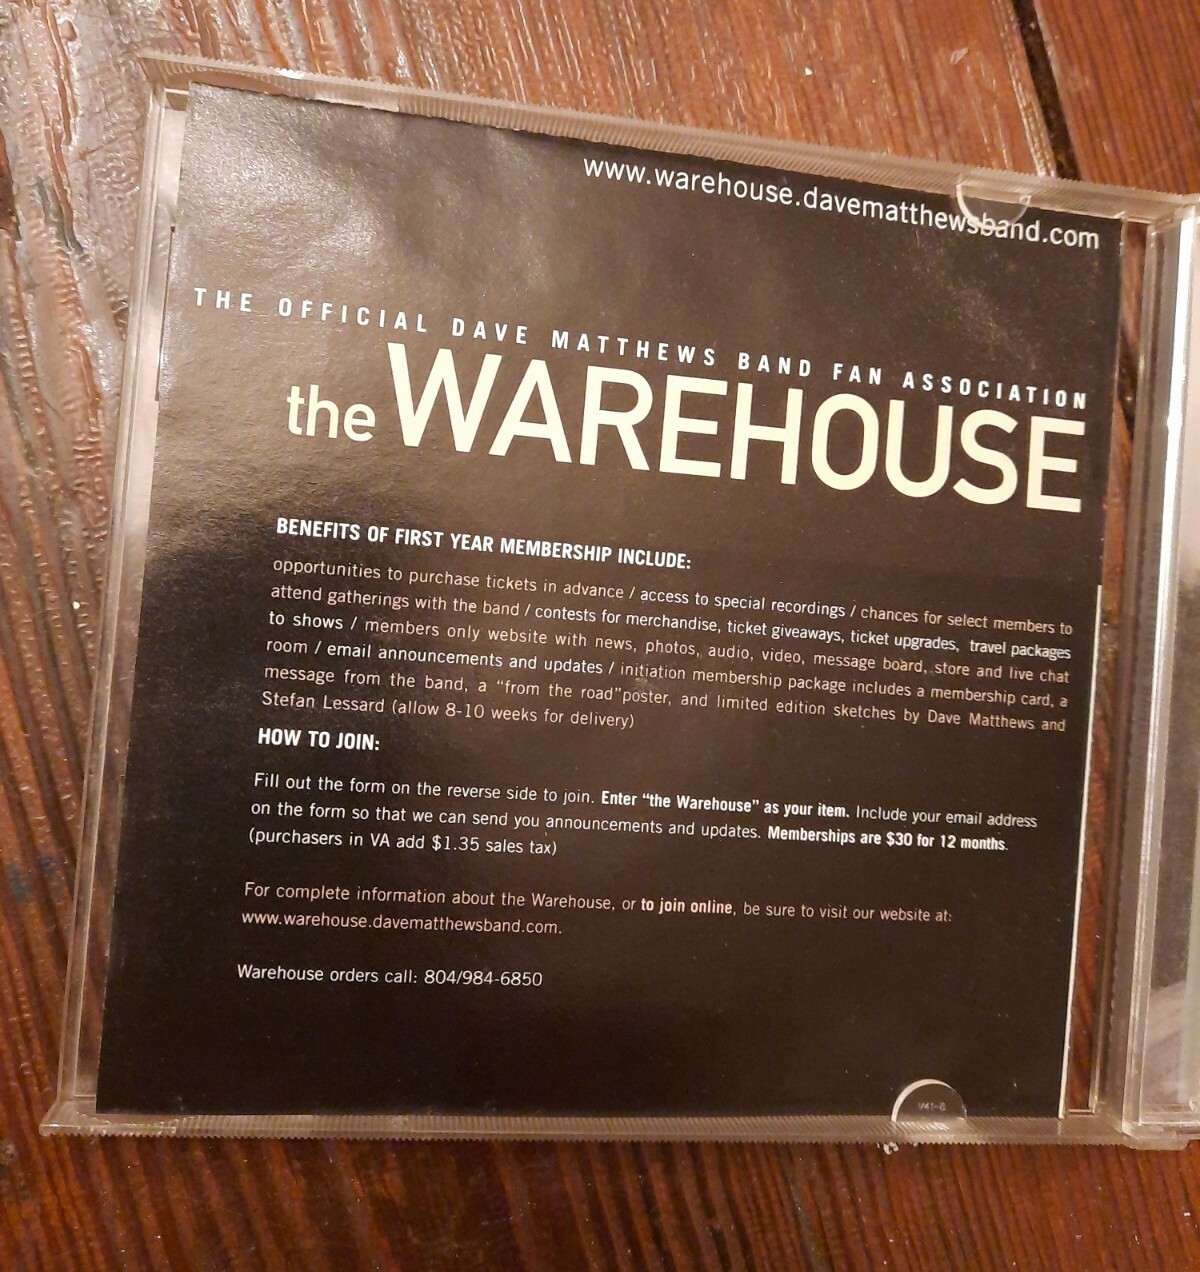 www.warehouse.davematthewsband.com
THE OFFICIAL DAVE MATTHEWS BAND FAN ASSOCIATION
the WAREHOUSE
BENEFITS OF FIRST YEAR MEMBERSHIP INCLUDE:
opportunities to purchase tickets in advance / access to special recordings / chances for select members to
attend gatherings with the band / contests for merchandise, ticket giveaways, ticket upgrades, travel packages
to shows / members only website with news, photos, audio, video, message board, store and live chat
room / email announcements and updates / initiation membership package includes a membership card, a
message from the band, a "from the road"poster, and limited edition sketches by Dave Matthews and
Stefan Lessard (allow 8-10 weeks for delivery)
HOW TO JOIN:
Fill out the form on the reverse side to join. Enter "the Warehouse" as your item. Include your email address
on the form so that we can send you announcements and updates. Memberships are $30 for 12 months.
(purchasers in VA add $1.35 sales tax)
For complete information about the Warehouse, or to join online, be sure to visit our website at:
www.warehouse.davematthewsband.com.
Warehouse orders call: 804/984-6850